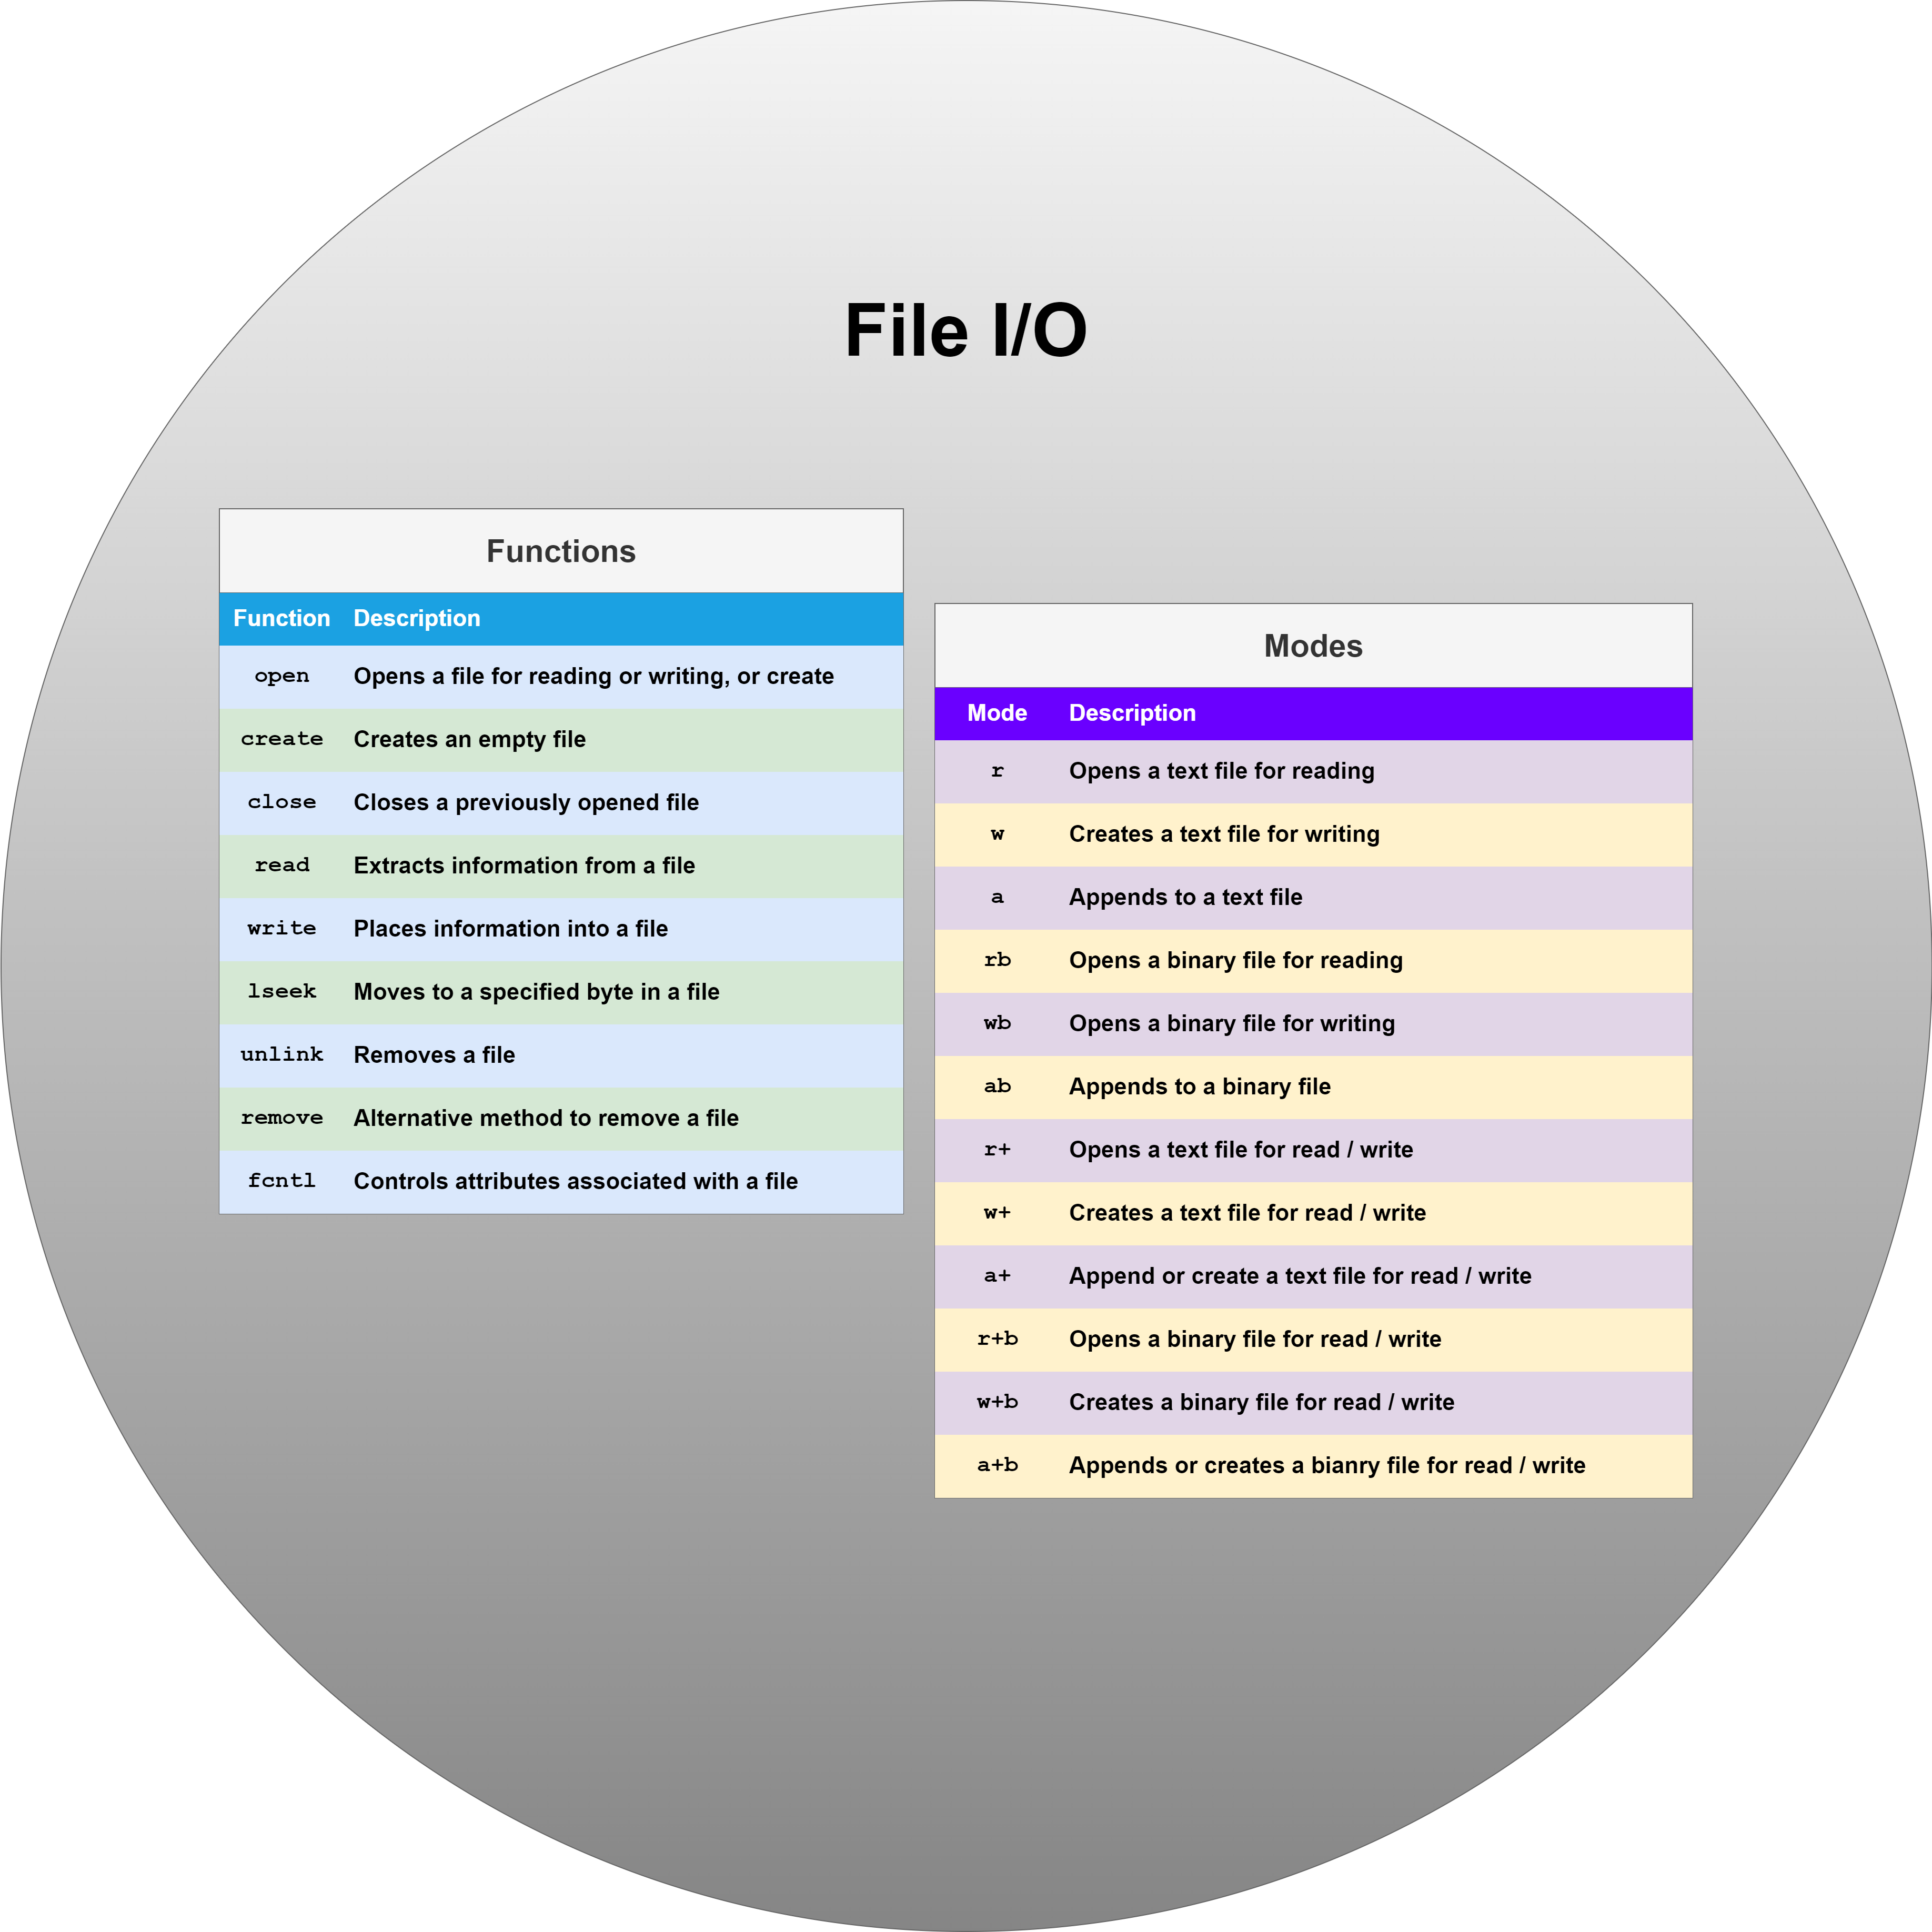 File I/O
Functions
Function Description
open Opens a file for reading or writing, or create
create Creates an empty file
close Closes a previously opened file
read Extracts information from a file
write Places information into a file
lseek Moves to a specified byte in a file
unlink Removes a file
remove Alternative method to remove a file
fcntl Controls attributes associated with a file
Modes
Mode Description
r Opens a text file for reading
w Creates a text file for writing
a Appends to a text file
rb Opens a binary file for reading
wb Opens a binary file for writing
ab Appends to a binary file
r+ Opens a text file for read / write
w+ Creates a text file for read / write
a+ Append or create a text file for read / write
r+b Opens a binary file for read / write
w+b Creates a binary file for read / write
a+b Appends or creates a bianry file for read / write